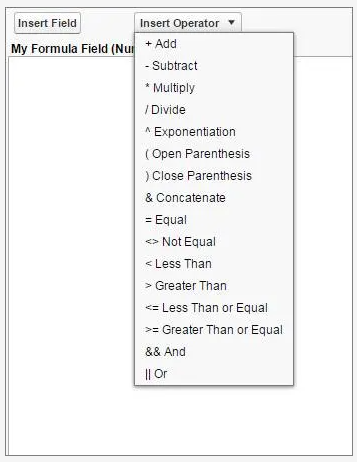 Insert Field
Insert Operator
My Formula Field (Nu
+ Add
- Subtract
* Multiply
/ Divide
^ Exponentiation
( Open Parenthesis
) Close Parenthesis
& Concatenate
= Equal
<> Not Equal
< Less Than
> Greater Than
<= Less Than or Equal
>= Greater Than or Equal
&& And
|| Or